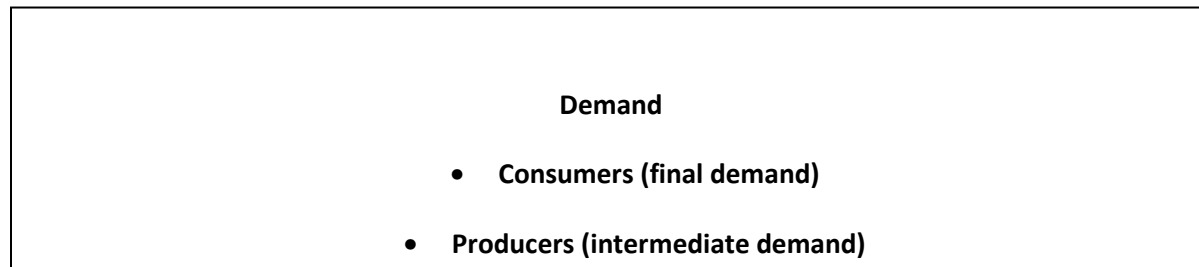 Demand
• Consumers (final demand)
• Producers (intermediate demand)